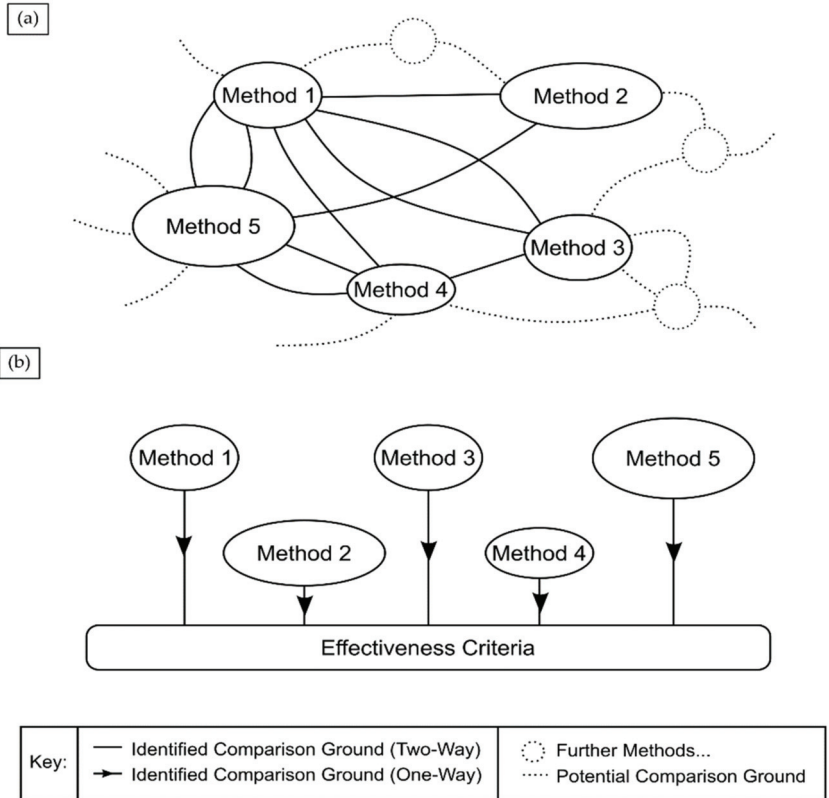 (a)
Method 1
Method 2
Method 5
Method 3
Method 4
(b)
Method 1
Method 3
Method 5
Method 2
Method 4
Effectiveness Criteria
Key:
Identified Comparison Ground (Two-Way)
Identified Comparison Ground (One-Way)
Further Methods...
Potential Comparison Ground